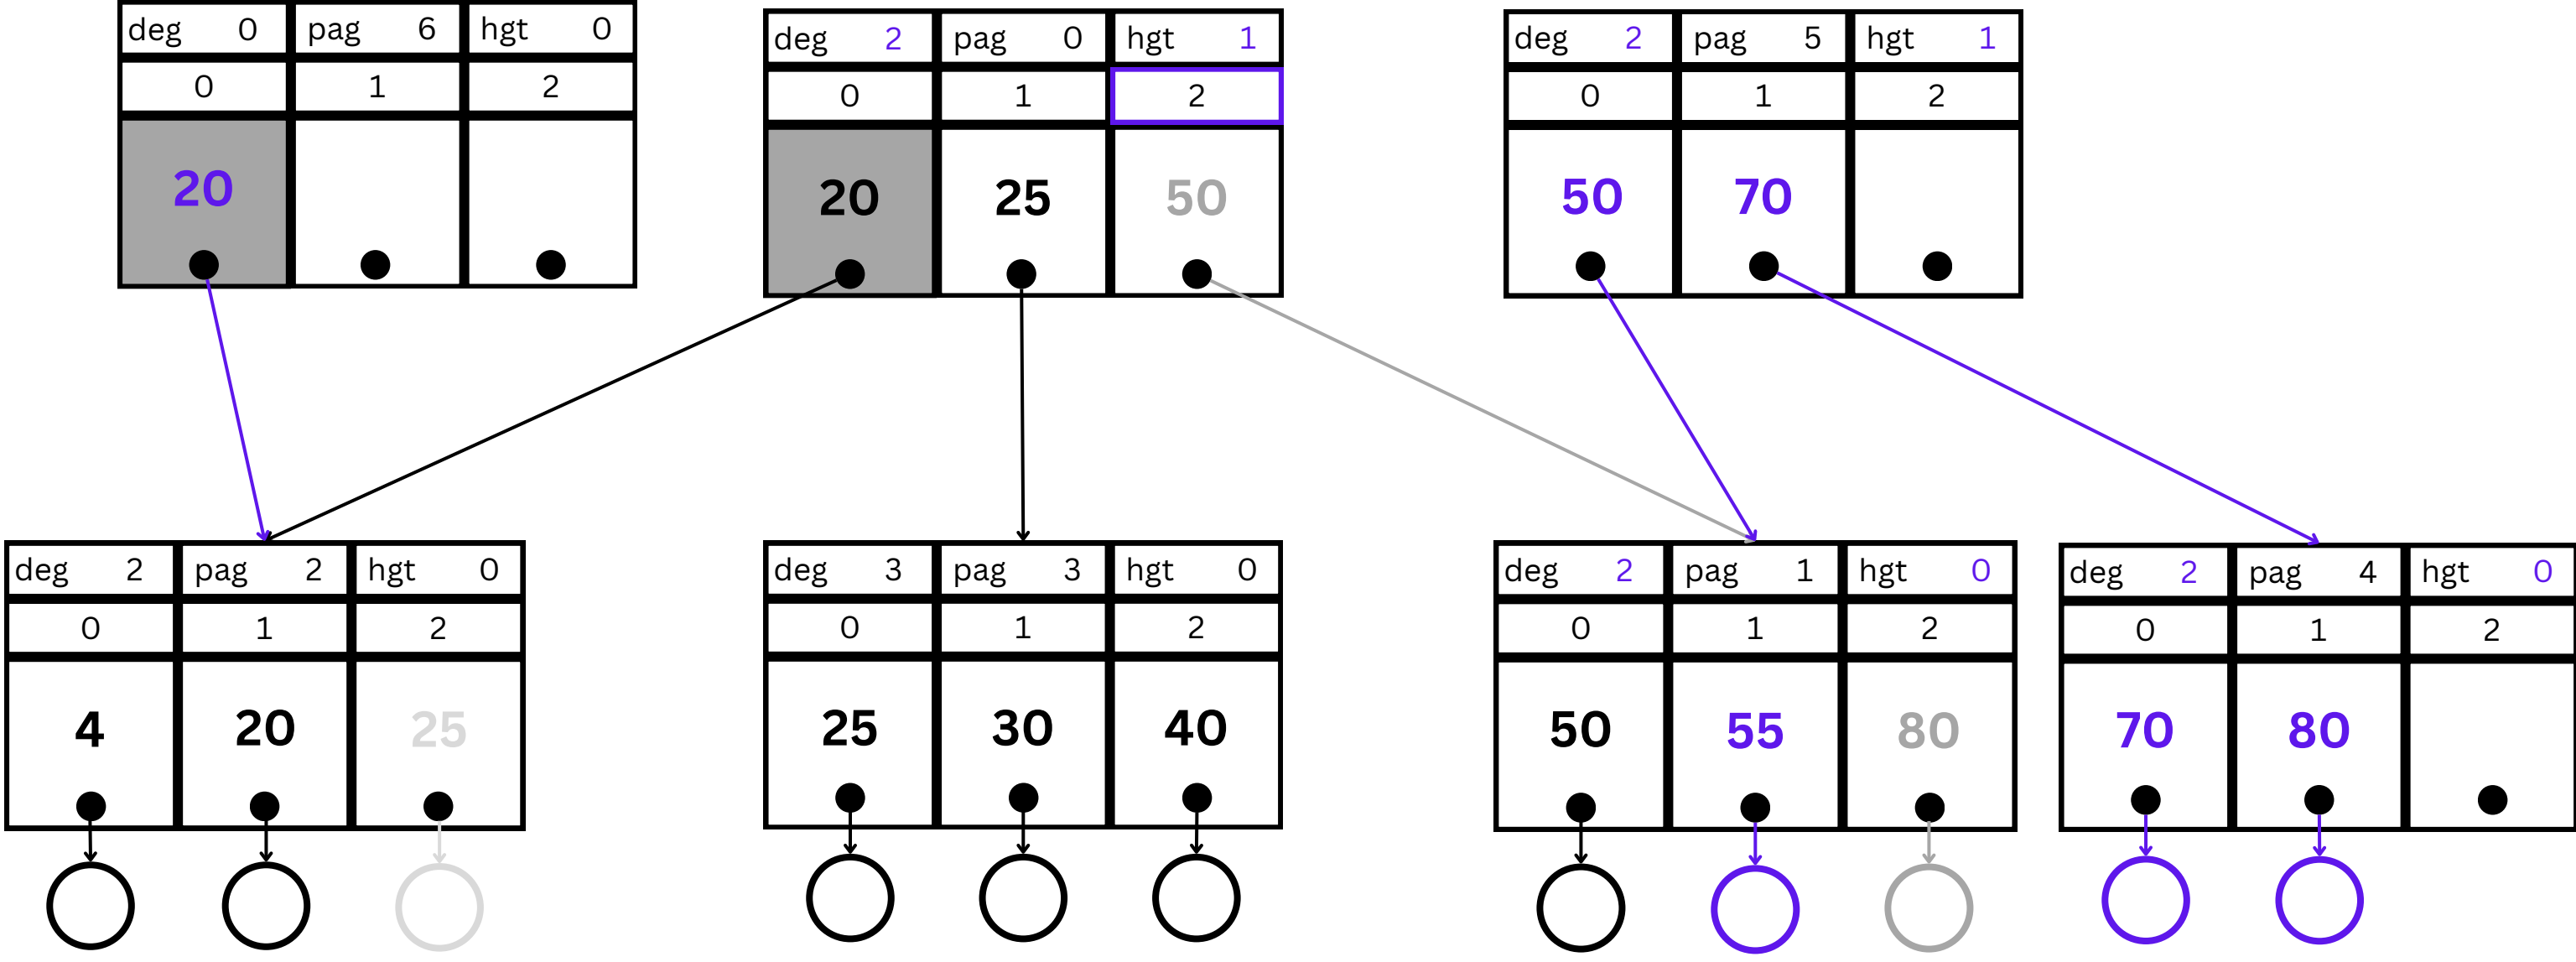 deg 0 pag 6 hgt 0
0 1 2
20
deg 2 pag 0 hgt 1
0 1 2
20 25 50
deg 2 pag 5 hgt 1
0 1 2
50 70
deg 2 pag 2 hgt 0
0 1 2
4 20 25
deg 3 pag 3 hgt 0
0 1 2
25 30 40
deg 2 pag 1 hgt 0
0 1 2
50 55 80
deg 2 pag 4 hgt 0
0 1 2
70 80